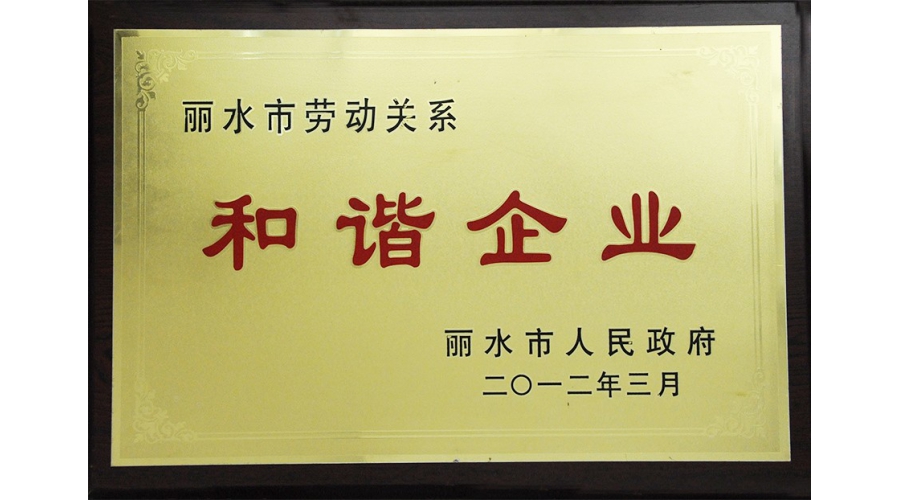 丽水市劳动关系
和谐企业
丽水市人民政府
二〇一二年三月